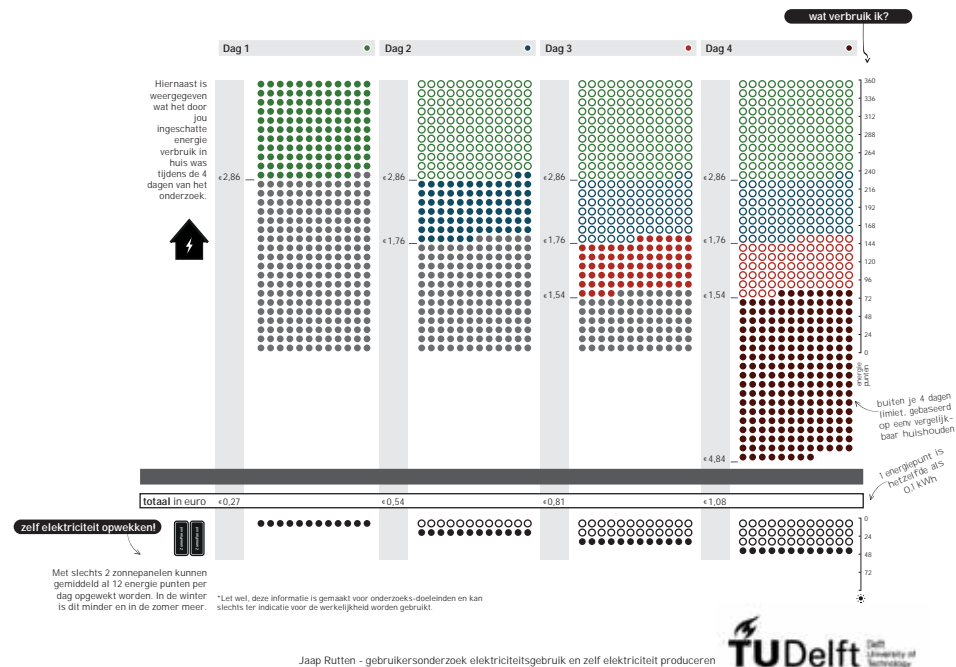 wat verbruik ik?
Dag 1
Dag 2
Dag 3
Dag 4
Hiernaast is
weergegeven
wat het door
jou
ingeschatte
energie
verbruik in
huis was
tijdens de 4
dagen van het
onderzoek.
€ 2,86
€ 2,86
€ 1,76
€ 2,86
€ 1,76
€ 1,54
€ 2,86
€ 1,76
€ 1,54
€ 4,84
360
336
312
288
264
240
216
192
168
144
120
96
72
48
24
0
energie
punten
buiten je 4 dagen
limiet, gebaseerd
op eenv vergelijk-
baar huishouden
1 energiepunt is
hetzelfde als
0,1 kWh
totaal in euro
€ 0,27
€ 0,54
€ 0,81
€ 1,08
zelf elektriciteit opwekken!
0
24
48
72
Met slechts 2 zonnepanelen kunnen
gemiddeld al 12 energie punten per
dag opgewekt worden. In de winter
is dit minder en in de zomer meer.
*Let wel, deze informatie is gemaakt voor onderzoeks-doeleinden en kan
slechts ter indicatie voor de werkelijkheid worden gebruikt.
Jaap Rutten - gebruikersonderzoek elektriciteitsgebruik en zelf elektriciteit produceren
TUDelft
Delft
University of
Technology